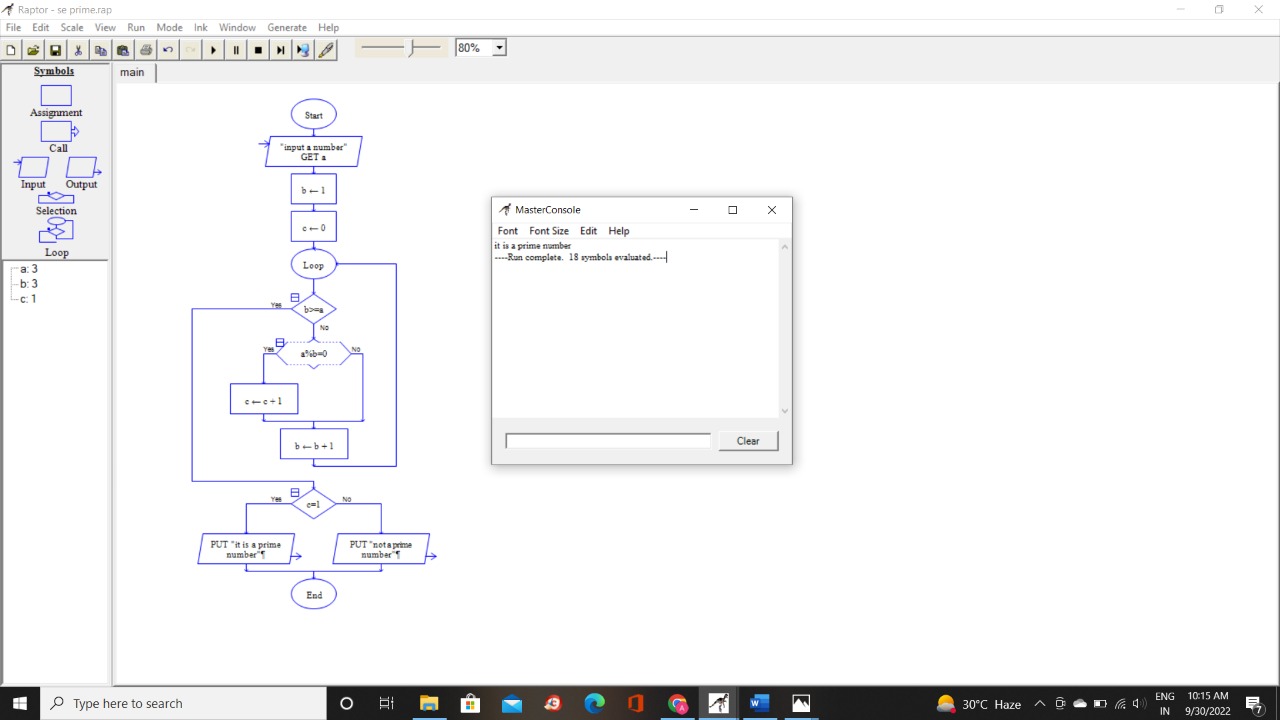 Raptor - se prime.rap
File Edit Scale View Run Mode Ink Window Generate Help
80%
Symbols
Assignment
Call
Input Output
Selection
Loop
a: 3
b: 3
c: 1
main
Start
"input a number"
GET a
b ← 1
c ← 0
Loop
Yes
b>=a
No
Yes
a%b=0
No
c ← c + 1
b ← b + 1
Yes
c=1
No
PUT "it is a prime
number"¶
PUT "not a prime
number"¶
End
MasterConsole
Font Font Size Edit Help
it is a prime number
----Run complete. 18 symbols evaluated.----
Clear
Type here to search
30°C Haze
ENG
IN
10:15 AM
9/30/2022
7